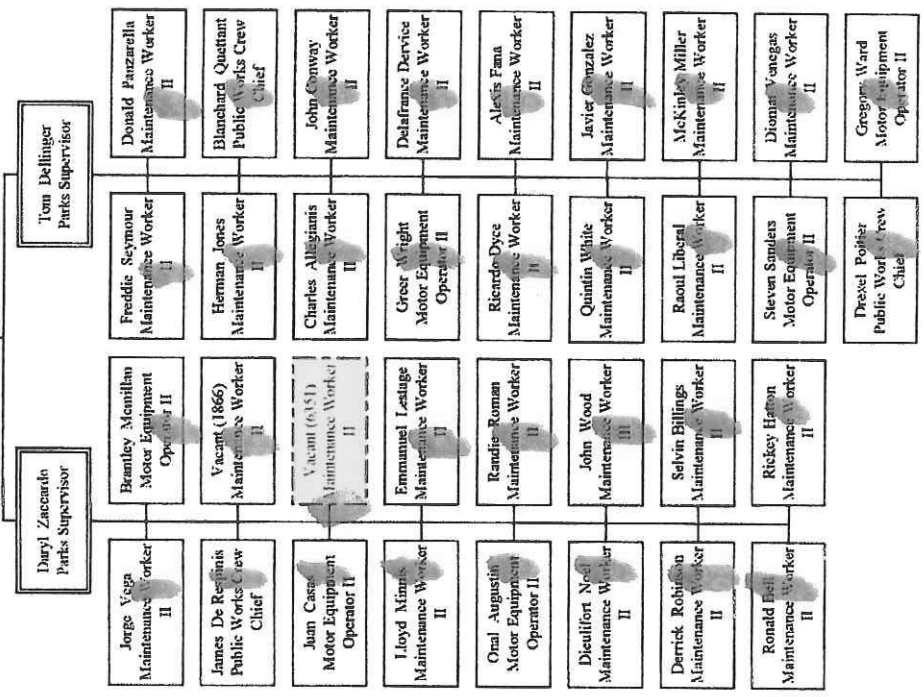 Daryl Zaccardo
Parks Supervisor
Tom Dellinger
Parks Supervisor
Jorge Vega
Maintenance Worker
II
Brantley Mcmillan
Motor Equipment
Operator II
Freddie Seymour
Maintenance Worker
II
Donald Panzarella
Maintenance Worker
II
James De Respinis
Public Works Crew
Chief
Vacant (1866)
Maintenance Worker
II
Herman Jones
Maintenance Worker
II
Blanchard Quettant
Public Works Crew
Chief
Juan Casas
Motor Equipment
Operator II
Vacant (6351)
Maintenance Worker
II
Charles Allegianis
Maintenance Worker
II
John Conway
Maintenance Worker
II
Lloyd Minnis
Maintenance Worker
II
Emmanuel
Maintenance Worker
II
Greer Wright
Motor Equipment
Operator II
Delafrance Dervice
Maintenance Worker
II
Onal Augustin
Motor Equipment
Operator II
Randie Roman
Maintenance Worker
II
Ricardo Dyce
Maintenance Worker
II
Alexis Fana
Maintenance Worker
II
Dieulifort Noel
Maintenance Worker
II
John Wood
Maintenance Worker
III
Quintin White
Maintenance Worker
II
Javier Gonzalez
Maintenance Worker
II
Derrick Robinson
Maintenance Worker
II
Selvin Billings
Maintenance Worker
II
Raoul Liberal
Maintenance Worker
II
McKinley Miller
Maintenance Worker
II
Ronald Bell
Maintenance Worker
II
Rickey Hatton
Maintenance Worker
II
Steven Sanders
Motor Equipment
Operator II
Venegas
Maintenance Worker
II
Drexel Poitier
Public Works Crew
Chief
Gregory Ward
Motor Equipment
Operator II